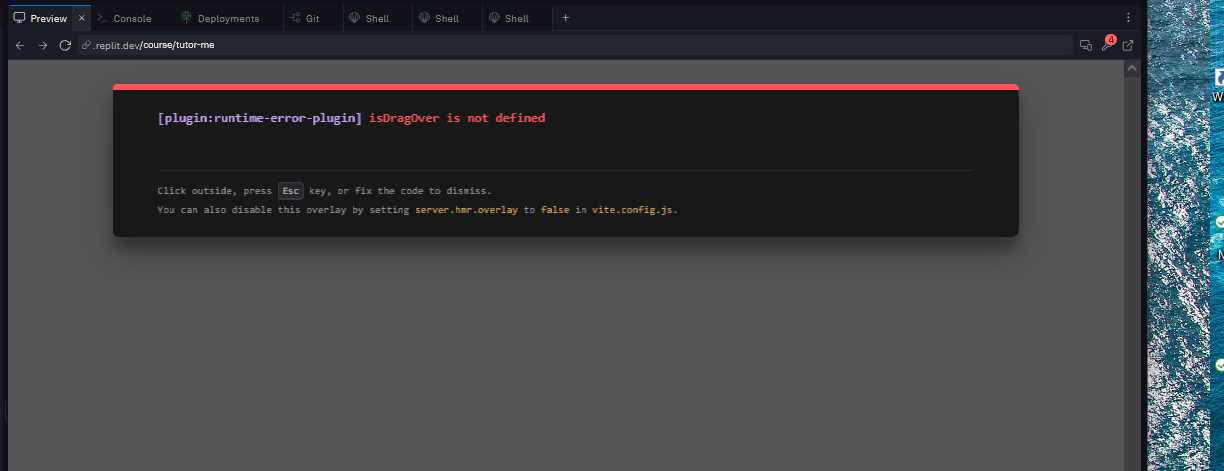 Preview × Console Deployments Git Shell Shell Shell +
.replit.dev/course/tutor-me 4
[plugin:runtime-error-plugin] isDragOver is not defined
Click outside, press Esc key, or fix the code to dismiss.
You can also disable this overlay by setting server.hmr.overlay to false in vite.config.js.
W